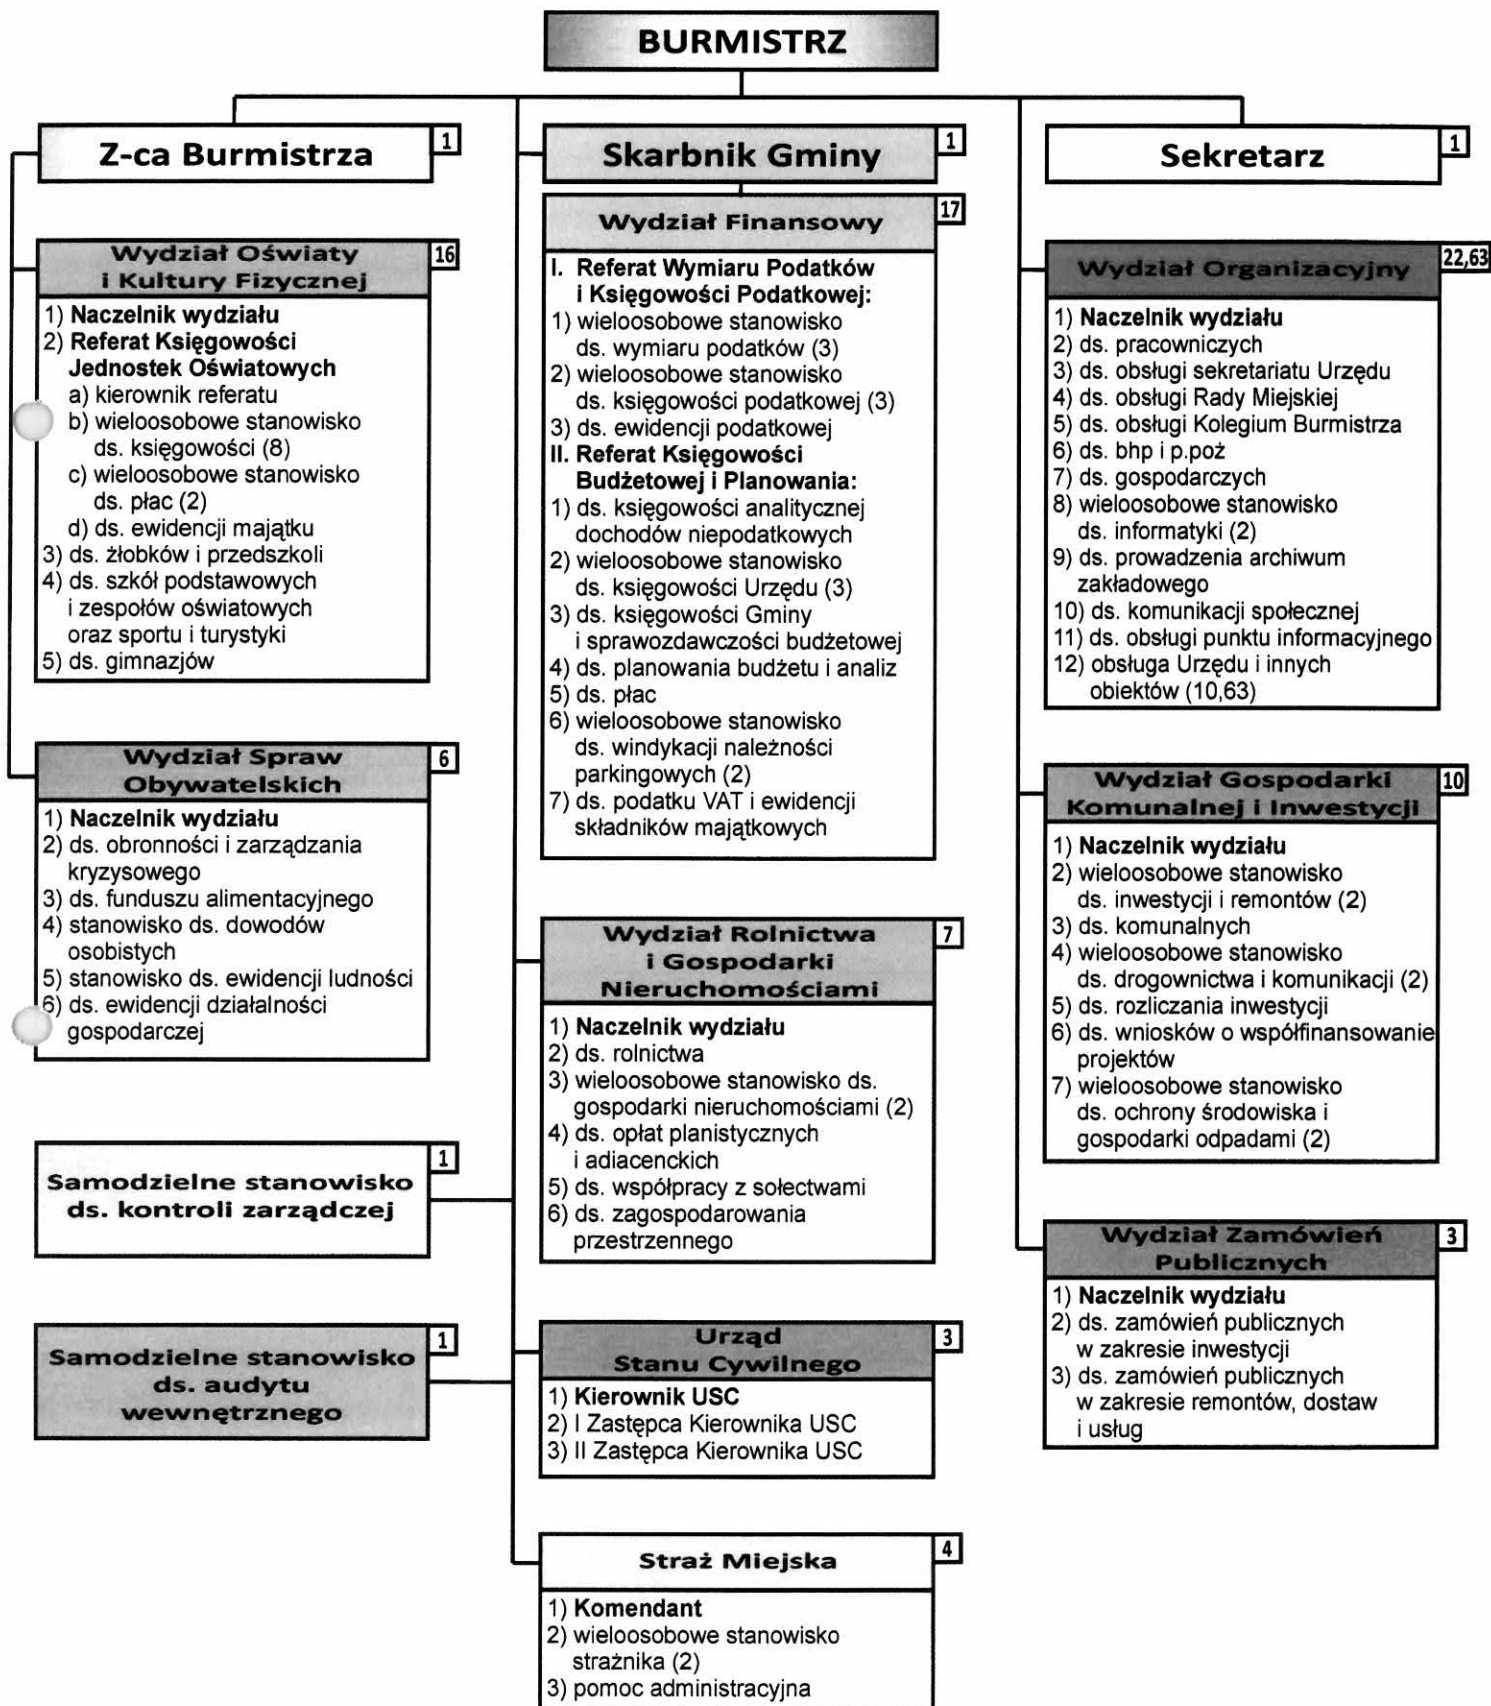 BURMISTRZ
Z-ca Burmistrza
1
Skarbnik Gminy
1
Sekretarz
1
Wydział Oświaty
i Kultury Fizycznej
16
1) Naczelnik wydziału
2) Referat Księgowości
Jednostek Oświatowych
a) kierownik referatu
b) wieloosobowe stanowisko
ds. księgowości (8)
c) wieloosobowe stanowisko
ds. płac (2)
d) ds. ewidencji majątku
3) ds. żłobków i przedszkoli
4) ds. szkół podstawowych
i zespołów oświatowych
oraz sportu i turystyki
5) ds. gimnazjów
Wydział Spraw
Obywatelskich
6
1) Naczelnik wydziału
2) ds. obronności i zarządzania
kryzysowego
3) ds. funduszu alimentacyjnego
4) stanowisko ds. dowodów
osobistych
5) stanowisko ds. ewidencji ludności
6) ds. ewidencji działalności
gospodarczej
Samodzielne stanowisko
ds. kontroli zarządczej
1
Samodzielne stanowisko
ds. audytu
wewnętrznego
1
Wydział Finansowy
17
I. Referat Wymiaru Podatków
i Księgowości Podatkowej:
1) wieloosobowe stanowisko
ds. wymiaru podatków (3)
2) wieloosobowe stanowisko
ds. księgowości podatkowej (3)
3) ds. ewidencji podatkowej
II. Referat Księgowości
Budżetowej i Planowania:
1) ds. księgowości analitycznej
dochodów niepodatkowych
2) wieloosobowe stanowisko
ds. księgowości Urzędu (3)
3) ds. księgowości Gminy
i sprawozdawczości budżetowej
4) ds. planowania budżetu i analiz
5) ds. płac
6) wieloosobowe stanowisko
ds. windykacji należności
parkingowych (2)
7) ds. podatku VAT i ewidencji
składników majątkowych
Wydział Rolnictwa
i Gospodarki
Nieruchomościami
7
1) Naczelnik wydziału
2) ds. rolnictwa
3) wieloosobowe stanowisko ds.
gospodarki nieruchomościami (2)
4) ds. opłat planistycznych
i adiacenckich
5) ds. współpracy z sołectwami
6) ds. zagospodarowania
przestrzennego
Urząd
Stanu Cywilnego
3
1) Kierownik USC
2) I Zastępca Kierownika USC
3) II Zastępca Kierownika USC
Straż Miejska
4
1) Komendant
2) wieloosobowe stanowisko
strażnika (2)
3) pomoc administracyjna
Wydział Organizacyjny
22,63
1) Naczelnik wydziału
2) ds. pracowniczych
3) ds. obsługi sekretariatu Urzędu
4) ds. obsługi Rady Miejskiej
5) ds. obsługi Kolegium Burmistrza
6) ds. bhp i p.poż
7) ds. gospodarczych
8) wieloosobowe stanowisko
ds. informatyki (2)
9) ds. prowadzenia archiwum
zakładowego
10) ds. komunikacji społecznej
11) ds. obsługi punktu informacyjnego
12) obsługa Urzędu i innych
obiektów (10,63)
Wydział Gospodarki
Komunalnej i Inwestycji
10
1) Naczelnik wydziału
2) wieloosobowe stanowisko
ds. inwestycji i remontów (2)
3) ds. komunalnych
4) wieloosobowe stanowisko
ds. drogownictwa i komunikacji (2)
5) ds. rozliczania inwestycji
6) ds. wniosków o współfinansowanie
projektów
7) wieloosobowe stanowisko
ds. ochrony środowiska i
gospodarki odpadami (2)
Wydział Zamówień
Publicznych
3
1) Naczelnik wydziału
2) ds. zamówień publicznych
w zakresie inwestycji
3) ds. zamówień publicznych
w zakresie remontów, dostaw
i usług